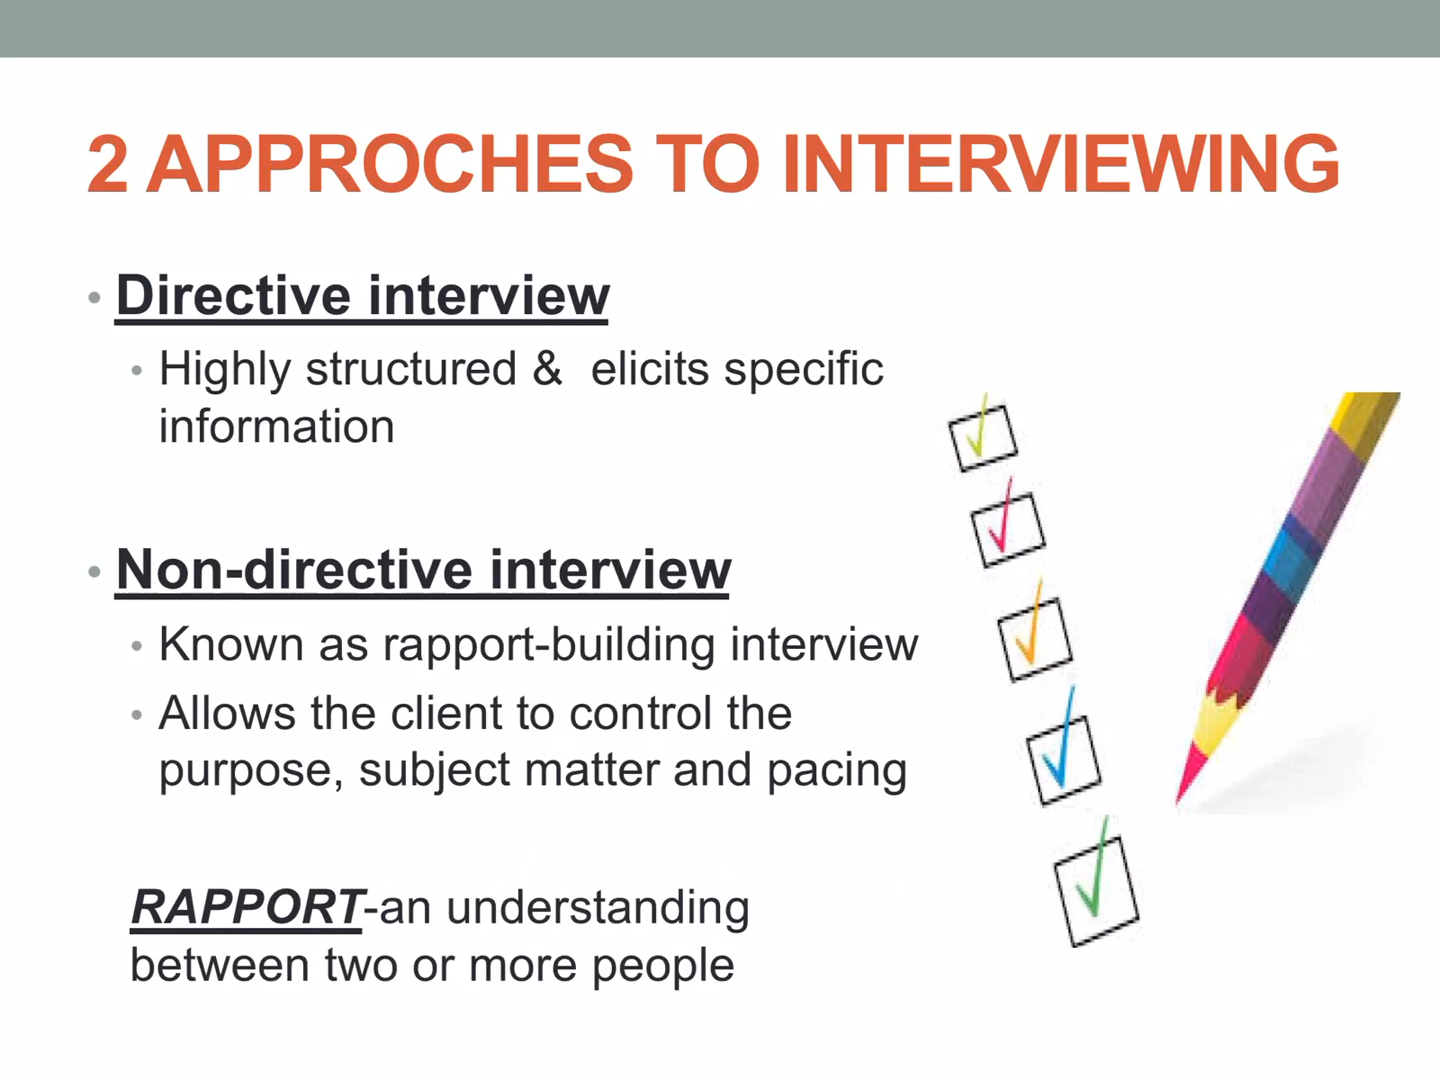 2 APPROCHES TO INTERVIEWING
• Directive interview
• Highly structured &  elicits specific
information
• Non-directive interview
• Known as rapport-building interview
• Allows the client to control the
purpose, subject matter and pacing
RAPPORT-an understanding
between two or more people